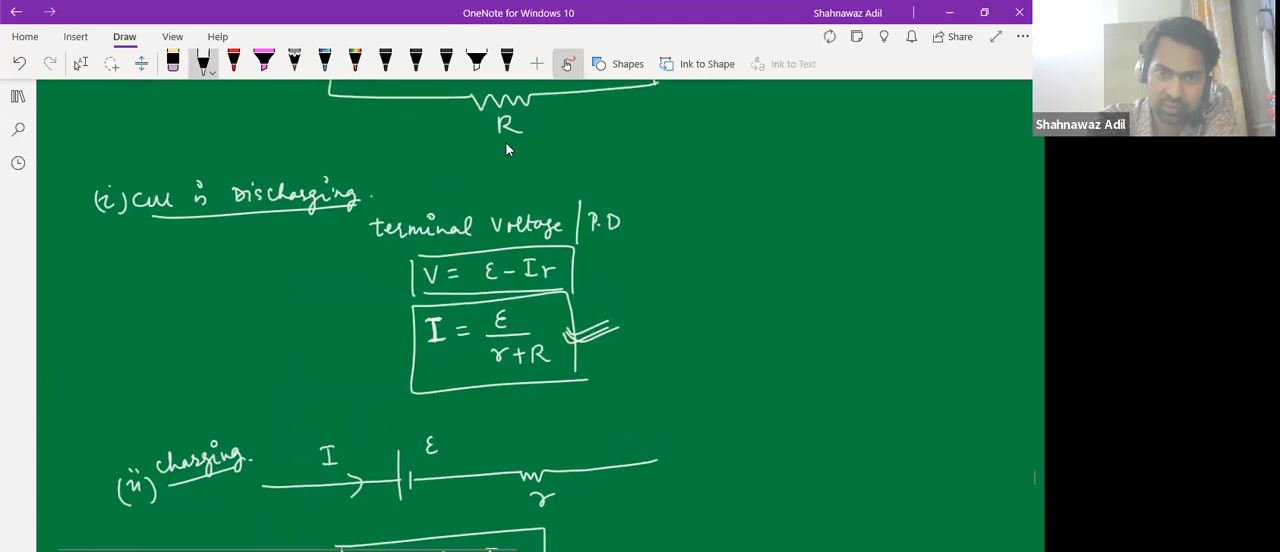 OneNote for Windows 10
Shahnawaz Adil
Home Insert Draw View Help
Share
Shapes Ink to Shape Ink to Text
Shahnawaz Adil
R
(i) Cell is Discharging.
terminal Voltage / P.D
V = ε - Ir
I = ε / r + R
(ii) charging.
I
ε
r